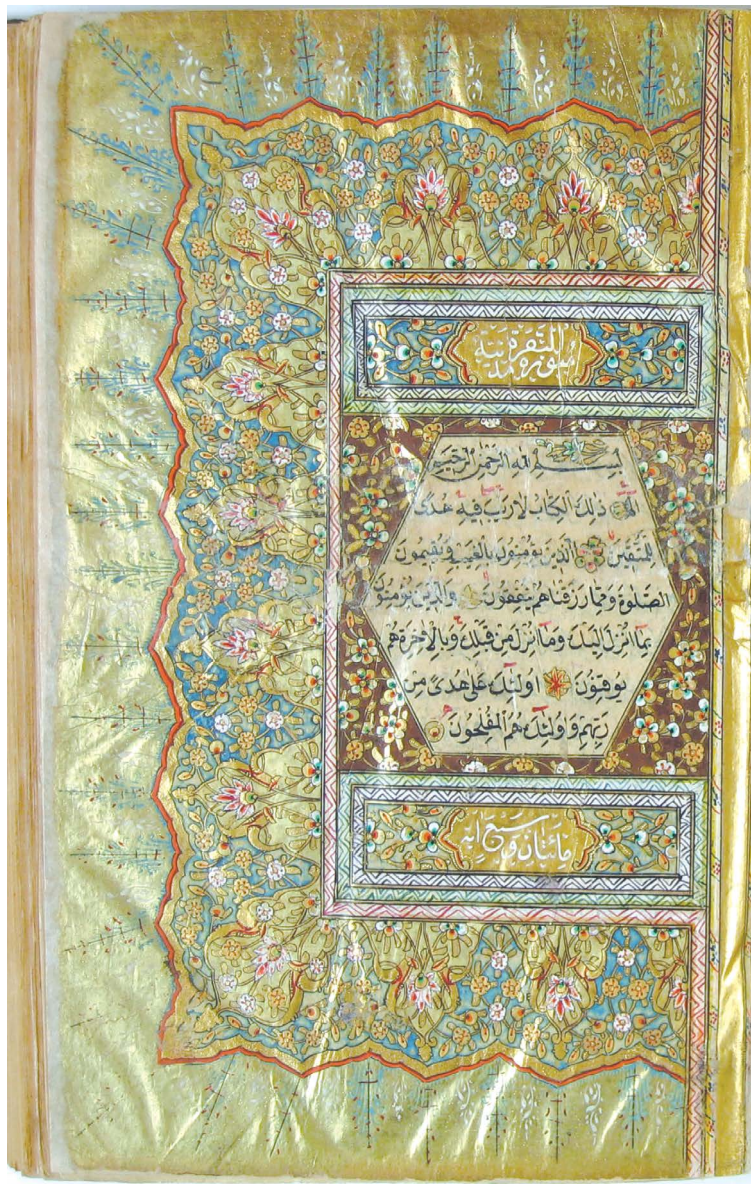 سورة البقرة مدنية
بسم الله الرحمن الرحيم
الم ذلك الكتاب لا ريب فيه هدى
للمتقين الذين يؤمنون بالغيب ويقيمون
الصلوة ومما رزقناهم ينفقون والذين يؤمنون
بما انزل اليك وما انزل من قبلك وبالاخرة هم
يوقنون اولئك على هدى من
ربهم واولئك هم المفلحون
مائتان وسبع اية